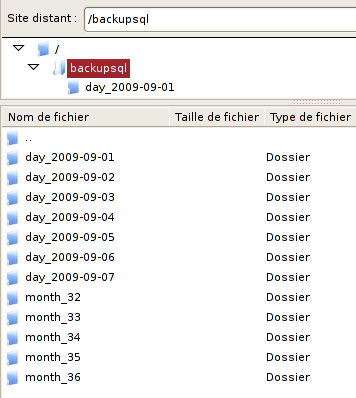 Site distant : /backupsql
/
backupsql
day_2009-09-01
Nom de fichier Taille de fichier Type de fichier
..
day_2009-09-01 Dossier
day_2009-09-02 Dossier
day_2009-09-03 Dossier
day_2009-09-04 Dossier
day_2009-09-05 Dossier
day_2009-09-06 Dossier
day_2009-09-07 Dossier
month_32 Dossier
month_33 Dossier
month_34 Dossier
month_35 Dossier
month_36 Dossier